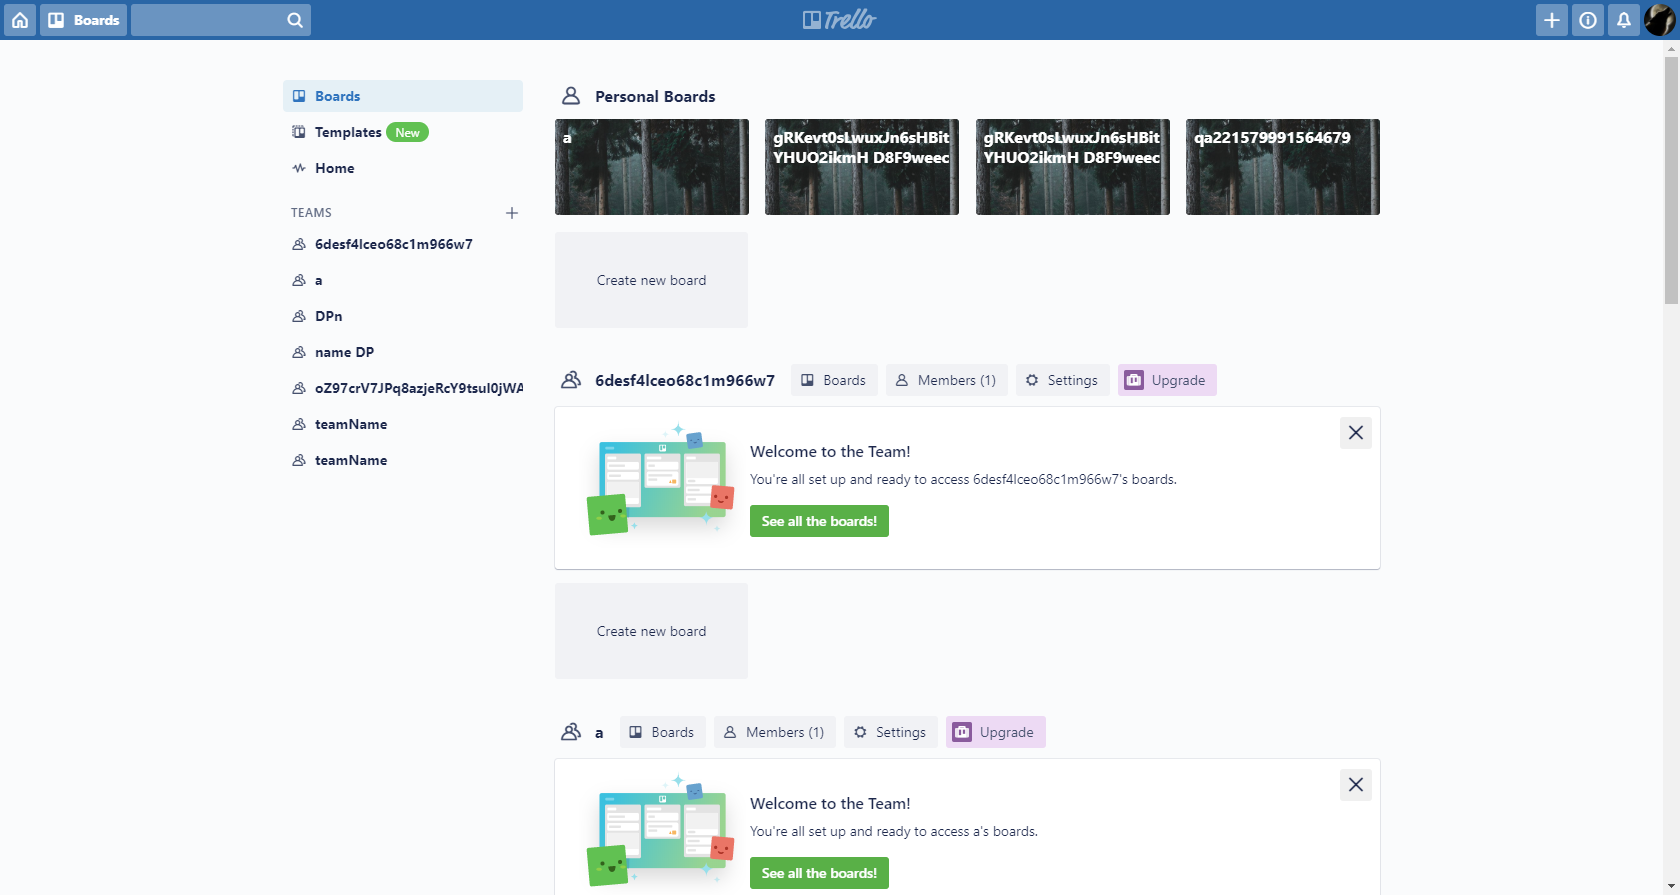 Boards
Trello
Boards
Templates New
Home
TEAMS
6desf4lceo68c1m966w7
a
DPn
name DP
oZ97crV7JPq8azjeRcY9tsul0jWA
teamName
teamName
Personal Boards
a
gRKevt0sLwuxJn6sHBit
YHUO2ikmH D8F9weec
gRKevt0sLwuxJn6sHBit
YHUO2ikmH D8F9weec
qa221579991564679
Create new board
6desf4lceo68c1m966w7 Boards Members (1) Settings Upgrade
Welcome to the Team!
You're all set up and ready to access 6desf4lceo68c1m966w7's boards.
See all the boards!
Create new board
a Boards Members (1) Settings Upgrade
Welcome to the Team!
You're all set up and ready to access a's boards.
See all the boards!